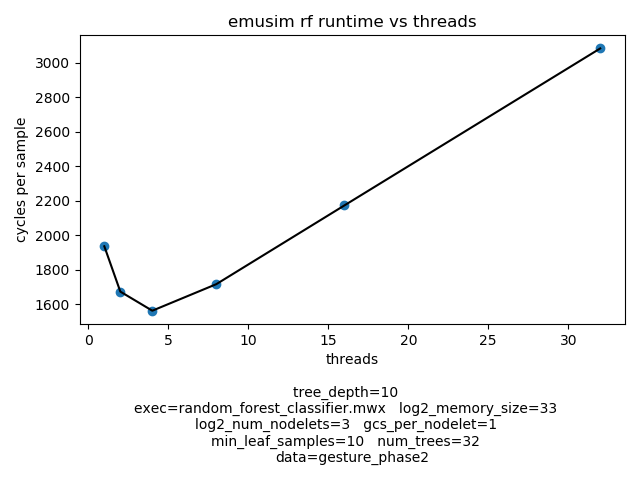 emusim rf runtime vs threads
cycles per sample
3000
2800
2600
2400
2200
2000
1800
1600
0 5 10 15 20 25 30
threads
tree_depth=10
exec=random_forest_classifier.mwx log2_memory_size=33
log2_num_nodelets=3 gcs_per_nodelet=1
min_leaf_samples=10 num_trees=32
data=gesture_phase2